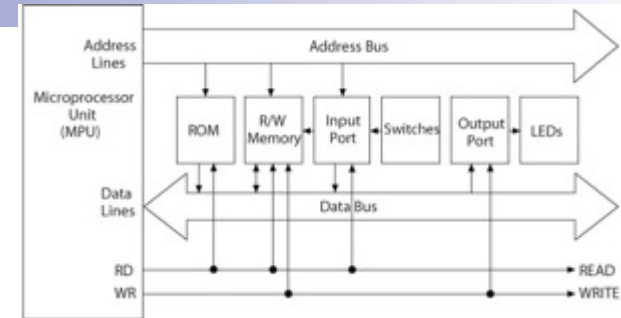 Address
Lines
Address Bus
Microprocessor
Unit
(MPU)
ROM
R/W
Memory
Input
Port
Switches
Output
Port
LEDs
Data
Lines
Data Bus
RD
READ
WR
WRITE